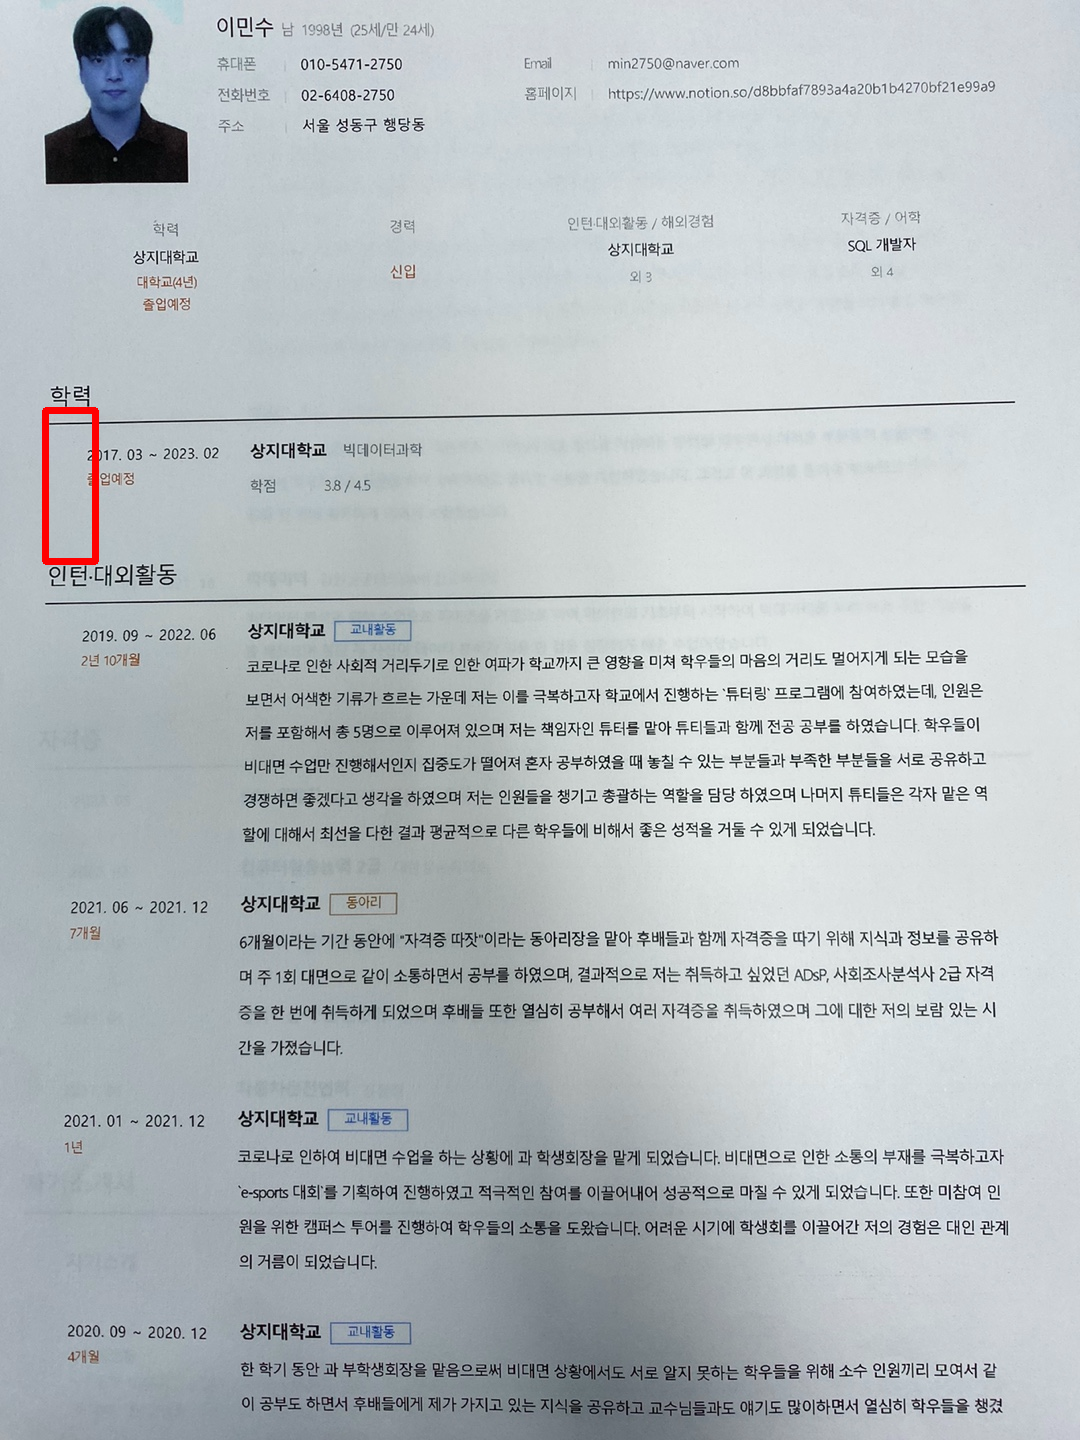 이민수 남 1998년 (25세/만 24세)
휴대폰 010-5471-2750 Email min2750@naver.com
전화번호 02-6408-2750 홈페이지 https://www.notion.so/d8bbfaf7893a4a20b1b4270bf21e99a9
주소 서울 성동구 행당동
학력 경력 인턴·대외활동 / 해외경험 자격증 / 어학
상지대학교 신입 상지대학교 SQL 개발자
대학교(4년) 외 3 외 4
졸업예정
학력
2017. 03 ~ 2023. 02 상지대학교 빅데이터과학
졸업예정 학점 3.8 / 4.5
인턴·대외활동
2019. 09 ~ 2022. 06 상지대학교 교내활동
2년 10개월
코로나로 인한 사회적 거리두기로 인한 여파가 학교까지 큰 영향을 미쳐 학우들의 마음의 거리도 멀어지게 되는 모습을
보면서 어색한 기류가 흐르는 가운데 저는 이를 극복하고자 학교에서 진행하는 `튜터링` 프로그램에 참여하였는데, 인원은
저를 포함해서 총 5명으로 이루어져 있으며 저는 책임자인 튜터를 맡아 튜티들과 함께 전공 공부를 하였습니다. 학우들이
비대면 수업만 진행해서인지 집중도가 떨어져 혼자 공부하였을 때 놓칠 수 있는 부분들과 부족한 부분들을 서로 공유하고
경쟁하면 좋겠다고 생각을 하였으며 저는 인원들을 챙기고 총괄하는 역할을 담당 하였으며 나머지 튜티들은 각자 맡은 역
할에 대해서 최선을 다한 결과 평균적으로 다른 학우들에 비해서 좋은 성적을 거둘 수 있게 되었습니다.
2021. 06 ~ 2021. 12 상지대학교 동아리
7개월
6개월이라는 기간 동안에 "자격증 따잣"이라는 동아리장을 맡아 후배들과 함께 자격증을 따기 위해 지식과 정보를 공유하
며 주 1회 대면으로 같이 소통하면서 공부를 하였으며, 결과적으로 저는 취득하고 싶었던 ADsP, 사회조사분석사 2급 자격
증을 한 번에 취득하게 되었으며 후배들 또한 열심히 공부해서 여러 자격증을 취득하였으며 그에 대한 저의 보람 있는 시
간을 가졌습니다.
2021. 01 ~ 2021. 12 상지대학교 교내활동
1년
코로나로 인하여 비대면 수업을 하는 상황에 과 학생회장을 맡게 되었습니다. 비대면으로 인한 소통의 부재를 극복하고자
`e-sports 대회`를 기획하여 진행하였고 적극적인 참여를 이끌어내어 성공적으로 마칠 수 있게 되었습니다. 또한 미참여 인
원을 위한 캠퍼스 투어를 진행하여 학우들의 소통을 도왔습니다. 어려운 시기에 학생회를 이끌어간 저의 경험은 대인 관계
의 거름이 되었습니다.
2020. 09 ~ 2020. 12 상지대학교 교내활동
4개월
한 학기 동안 과 부학생회장을 맡음으로써 비대면 상황에서도 서로 알지 못하는 학우들을 위해 소수 인원끼리 모여서 같
이 공부도 하면서 후배들에게 제가 가지고 있는 지식을 공유하고 교수님들과도 얘기도 많이하면서 열심히 학우들을 챙겼